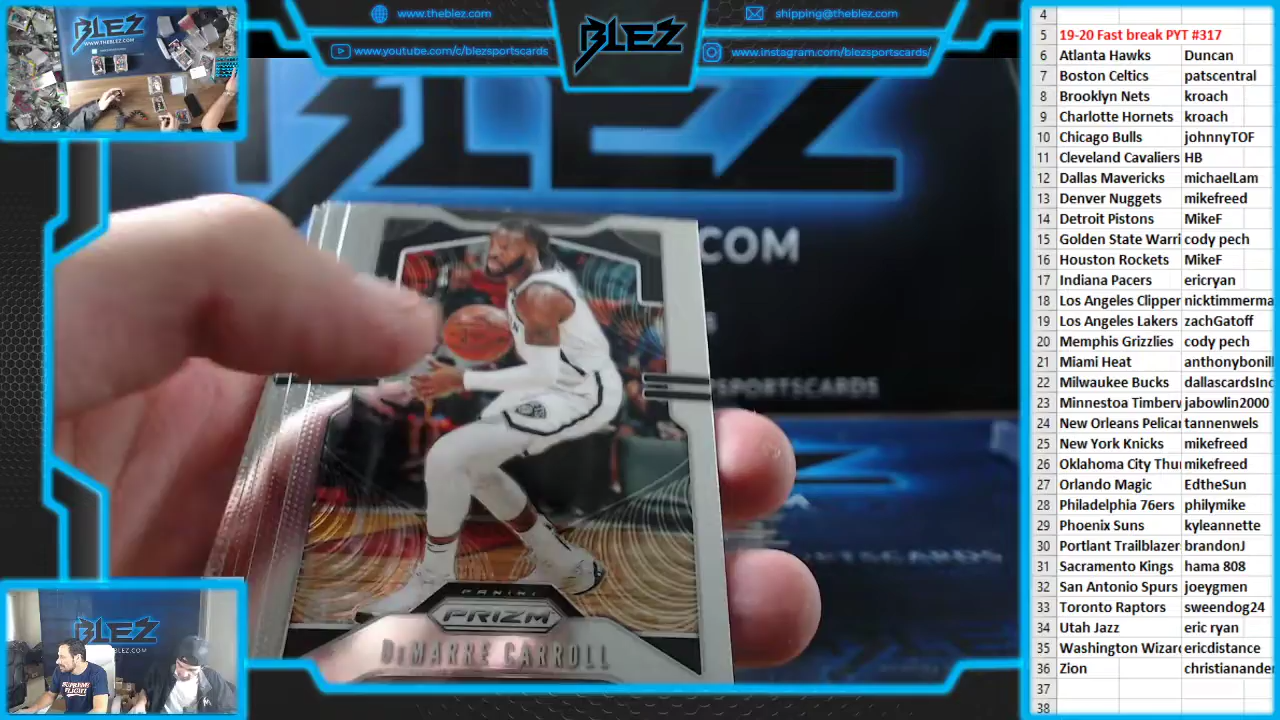 www.theblez.com
shipping@theblez.com
www.youtube.com/c/blezsportscards
www.instagram.com/blezsportscards/
BLEZ
BLEZ
WWW.THEBLEZ.COM
BLEZ
.COM
SPORTSCARDS
PANINI
PRIZM
DeMARRE CARROLL
BLEZ
4
5 19-20 Fast break PYT #317
6 Atlanta Hawks Duncan
7 Boston Celtics patscentral
8 Brooklyn Nets kroach
9 Charlotte Hornets kroach
10 Chicago Bulls johnnyTOF
11 Cleveland Cavaliers HB
12 Dallas Mavericks michaelLam
13 Denver Nuggets mikefreed
14 Detroit Pistons MikeF
15 Golden State Warri cody pech
16 Houston Rockets MikeF
17 Indiana Pacers ericryan
18 Los Angeles Clipper nicktimmerma
19 Los Angeles Lakers zachGatoff
20 Memphis Grizzlies cody pech
21 Miami Heat anthonybonill
22 Milwaukee Bucks dallascardsInc
23 Minnestoa Timberv jabowlin2000
24 New Orleans Pelicar tannenwels
25 New York Knicks mikefreed
26 Oklahoma City Thu mikefreed
27 Orlando Magic EdtheSun
28 Philadelphia 76ers philymike
29 Phoenix Suns kyleannette
30 Portlant Trailblazer brandonJ
31 Sacramento Kings hama 808
32 San Antonio Spurs joeygmen
33 Toronto Raptors sweendog24
34 Utah Jazz eric ryan
35 Washington Wizard ericdistance
36 Zion christianande
37
38